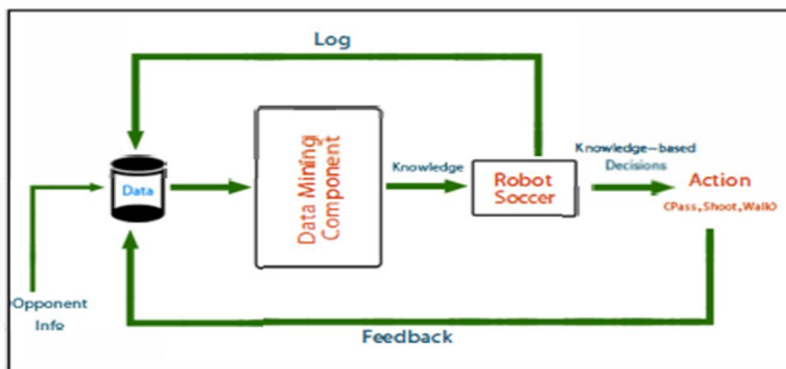 Log
Data
Data Mining
Component
Knowledge
Robot
Soccer
Knowledge-based
Decisions
Action
(Pass,Shoot,Walk)
Opponent
Info
Feedback